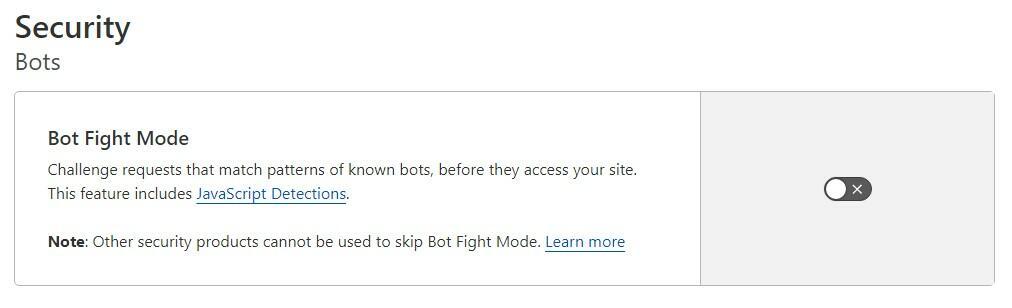 Security
Bots
Bot Fight Mode
Challenge requests that match patterns of known bots, before they access your site.
This feature includes JavaScript Detections.
Note: Other security products cannot be used to skip Bot Fight Mode. Learn more